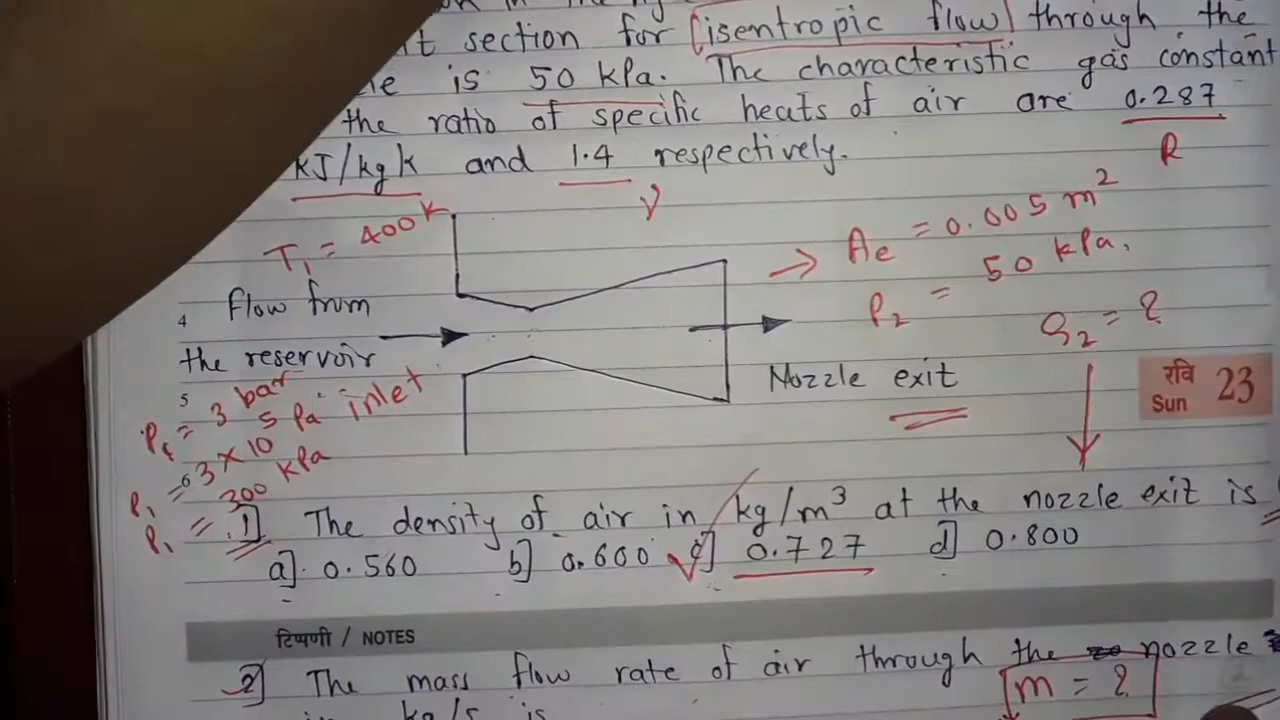 section for (isentropic flow) through the
is 50 kPa. The characteristic gas constant
the ratio of specific heats of air are 0.287
kJ/kg k and 1.4 respectively.
R
γ
T₁ = 400 K
→ Ae = 0.005 m²
P₂ = 50 kPa.
ρ₂ = ?
4 Flow from
the reservoir
5
Nozzle exit
रवि
Sun 23
P₁ = 3 bar
inlet
= 3 × 10⁵ Pa
6
P₁ = 300 kPa
1] The density of air in kg/m³ at the nozzle exit is
a]. 0.560 b] 0.600 ✓c] 0.727 d] 0.800
टिप्पणी / NOTES
2] The mass flow rate of air through the nozzle
in kg/s is
m = ?